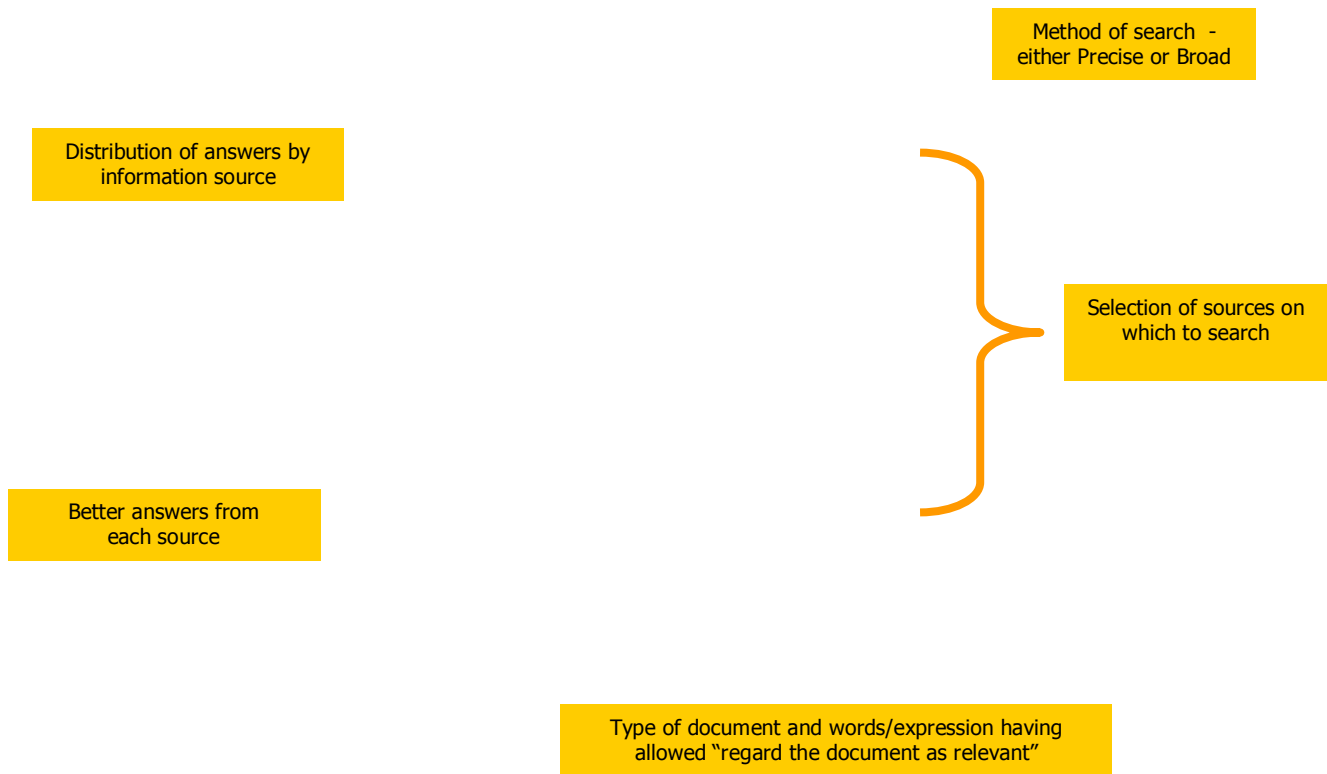 Method of search  -
either Precise or Broad
Distribution of answers by
information source
Selection of sources on
which to search
Better answers from
each source
Type of document and words/expression having
allowed “regard the document as relevant”